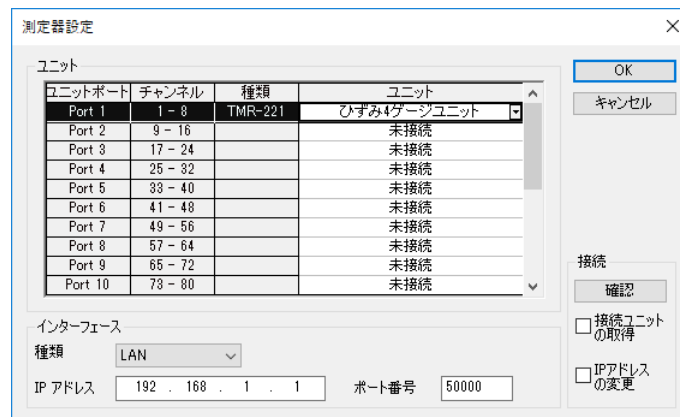 測定器設定
ユニット
ユニットポート チャンネル 種類 ユニット
Port 1 1 - 8 TMR-221 ひずみ4ゲージユニット
Port 2 9 - 16 未接続
Port 3 17 - 24 未接続
Port 4 25 - 32 未接続
Port 5 33 - 40 未接続
Port 6 41 - 48 未接続
Port 7 49 - 56 未接続
Port 8 57 - 64 未接続
Port 9 65 - 72 未接続
Port 10 73 - 80 未接続
OK
キャンセル
インターフェース
種類 LAN
IP アドレス 192 . 168 . 1 . 1 ポート番号 50000
接続
確認
接続ユニット
の取得
IPアドレス
の変更